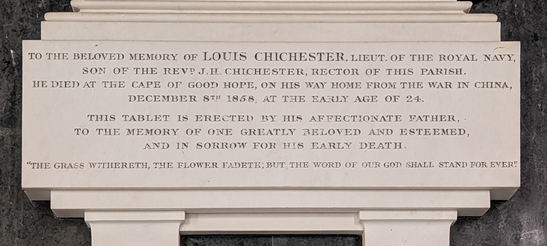 TO THE BELOVED MEMORY OF LOUIS CHICHESTER, LIEUT. OF THE ROYAL NAVY,
SON OF THE REVD. J.H. CHICHESTER, RECTOR OF THIS PARISH.
HE DIED AT THE CAPE OF GOOD HOPE, ON HIS WAY HOME FROM THE WAR IN CHINA,
DECEMBER 8TH 1858, AT THE EARLY AGE OF 24.
THIS TABLET IS ERECTED BY HIS AFFECTIONATE FATHER,
TO THE MEMORY OF ONE GREATLY BELOVED AND ESTEEMED,
AND IN SORROW FOR HIS EARLY DEATH.
"THE GRASS WITHERETH, THE FLOWER FADETH; BUT, THE WORD OF OUR GOD SHALL STAND FOR EVER."